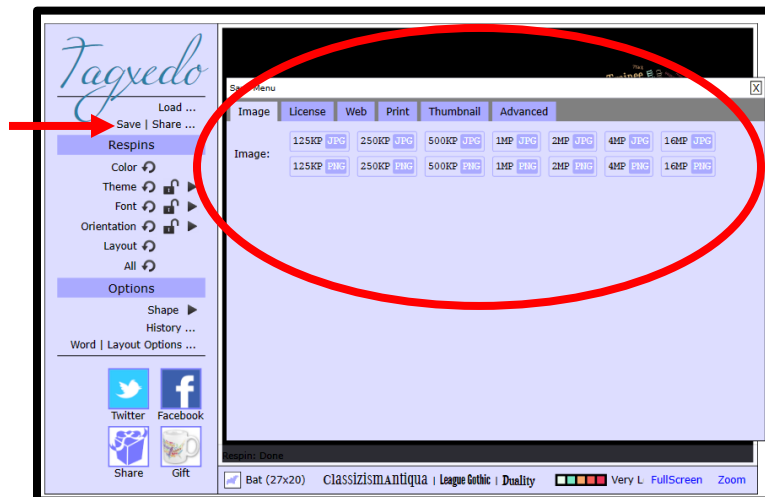 Tagxedo
Load ...
Save | Share ...
Respins
Color
Theme
Font
Orientation
Layout
All
Options
Shape
History ...
Word | Layout Options ...
Twitter Facebook
Share Gift
Menu X
Image License Web Print Thumbnail Advanced
Image:
125KP JPG 250KP JPG 500KP JPG 1MP JPG 2MP JPG 4MP JPG 16MP JPG
125KP PNG 250KP PNG 500KP PNG 1MP PNG 2MP PNG 4MP PNG 16MP PNG
Respin: Done
Bat (27x20) ClassizismAntiqua | League Gothic | Duality Very L FullScreen Zoom